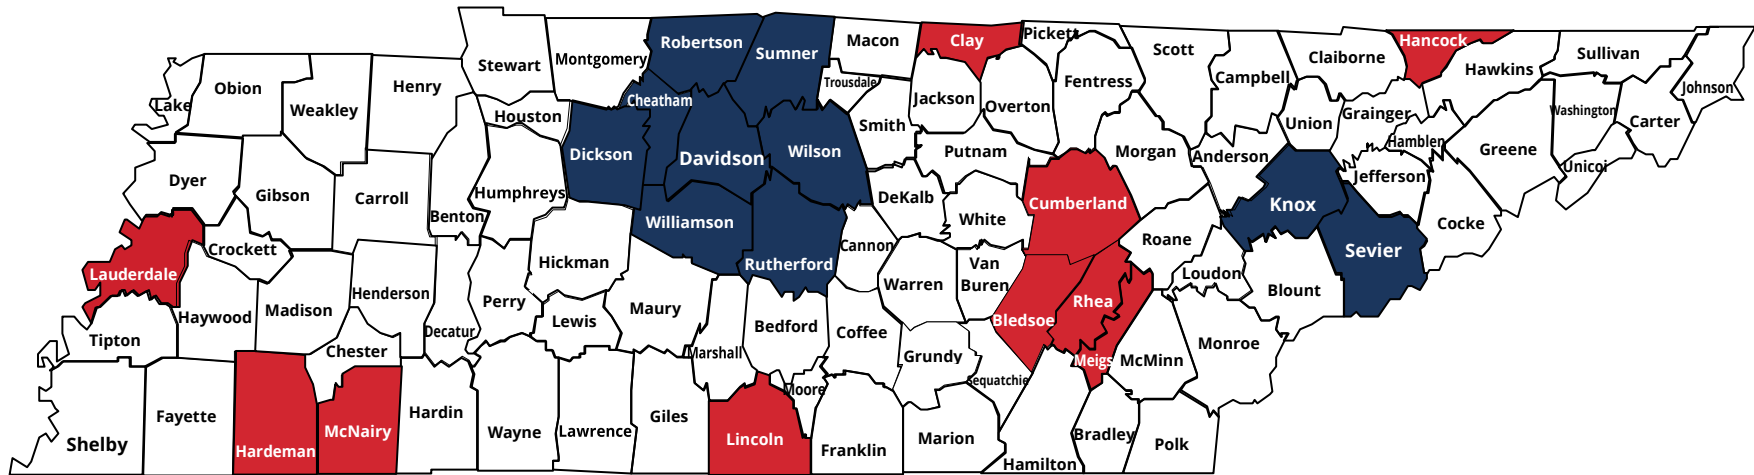 Robertson
Sumner
Macon
Clay
Pickett
Scott
Hancock
Claiborne
Sullivan
Stewart
Montgomery
Fentress
Campbell
Hawkins
Johnson
Obion
Henry
Trousdale
Lake
Weakley
Cheatham
Jackson
Overton
Houston
Smith
Union
Grainger
Washington
Carter
Hamblen
Dickson
Davidson
Wilson
Putnam
Morgan
Anderson
Greene
Unicoi
Dyer
Gibson
Carroll
Humphreys
Jefferson
DeKalb
Cumberland
Knox
Benton
Williamson
White
Cocke
Crockett
Cannon
Roane
Sevier
Lauderdale
Hickman
Rutherford
Van
Buren
Loudon
Henderson
Warren
Blount
Perry
Rhea
Haywood
Madison
Maury
Bledsoe
Tipton
Decatur
Lewis
Bedford
Coffee
Chester
Marshall
Grundy
Meigs
McMinn
Monroe
Sequatchie
Moore
Fayette
Hardin
Giles
Shelby
McNairy
Wayne
Lawrence
Lincoln
Marion
Bradley
Polk
Hardeman
Franklin
Hamilton